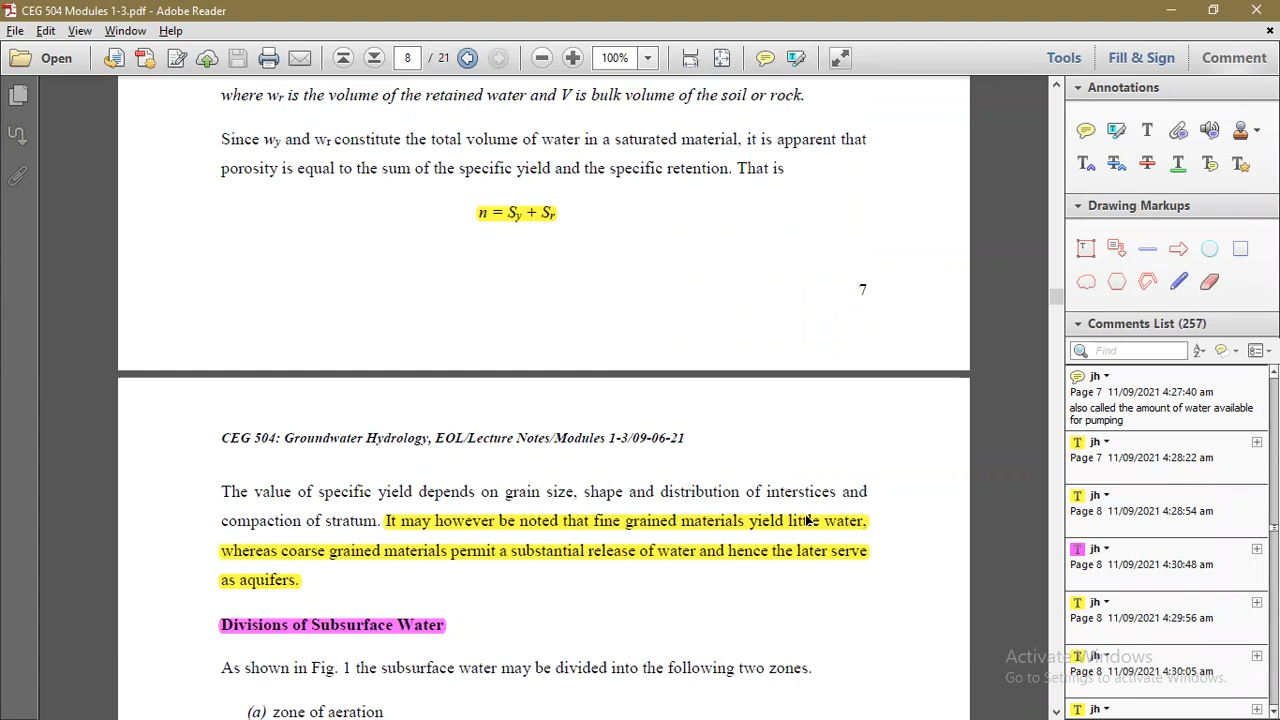 CEG 504 Modules 1-3.pdf - Adobe Reader
File Edit View Window Help
Open 8 / 21 100% Tools Fill & Sign Comment
where wr is the volume of the retained water and V is bulk volume of the soil or rock.
Since wy and wr constitute the total volume of water in a saturated material, it is apparent that
porosity is equal to the sum of the specific yield and the specific retention. That is
n = Sy + Sr
7
CEG 504: Groundwater Hydrology, EOL/Lecture Notes/Modules 1-3/09-06-21
The value of specific yield depends on grain size, shape and distribution of interstices and
compaction of stratum. It may however be noted that fine grained materials yield little water,
whereas coarse grained materials permit a substantial release of water and hence the later serve
as aquifers.
Divisions of Subsurface Water
As shown in Fig. 1 the subsurface water may be divided into the following two zones.
(a) zone of aeration
Annotations
Drawing Markups
Comments List (257)
Find
jh
Page 7 11/09/2021 4:27:40 am
also called the amount of water available
for pumping
jh
Page 7 11/09/2021 4:28:22 am
jh
Page 8 11/09/2021 4:28:54 am
jh
Page 8 11/09/2021 4:30:48 am
jh
Page 8 11/09/2021 4:29:56 am
jh
Page 8 11/09/2021 4:30:05 am
jh
Activate Windows
Go to Settings to activate Windows.